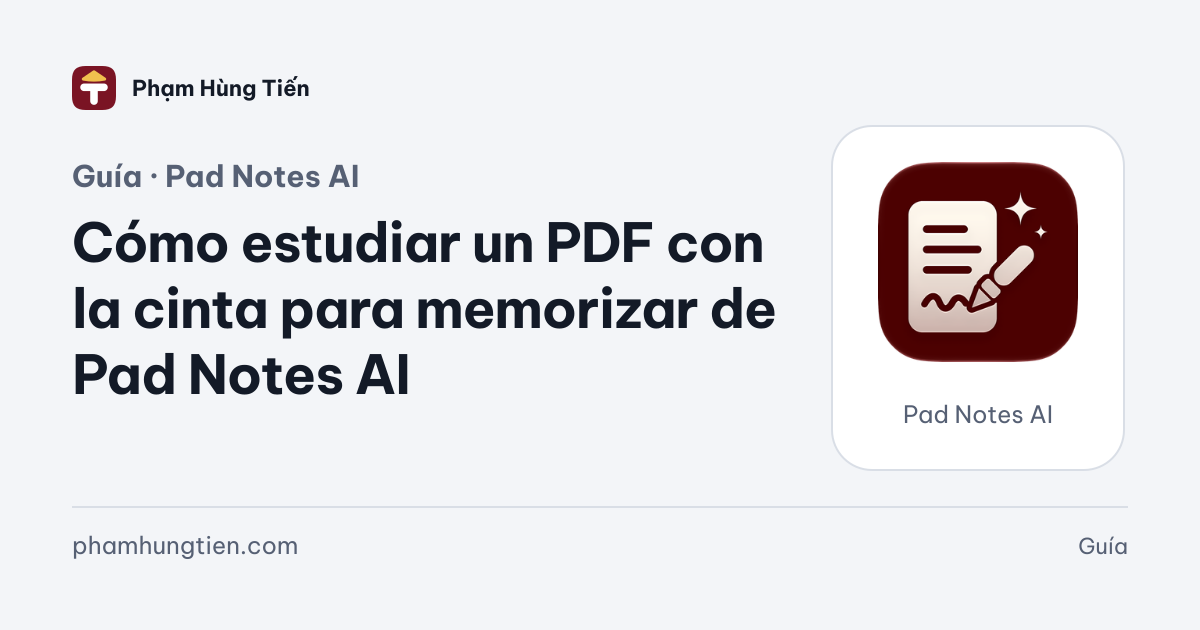 Phạm Hùng Tiến
Guía · Pad Notes AI
Cómo estudiar un PDF con
la cinta para memorizar de
Pad Notes AI
Pad Notes AI
phamhungtien.com
Guía